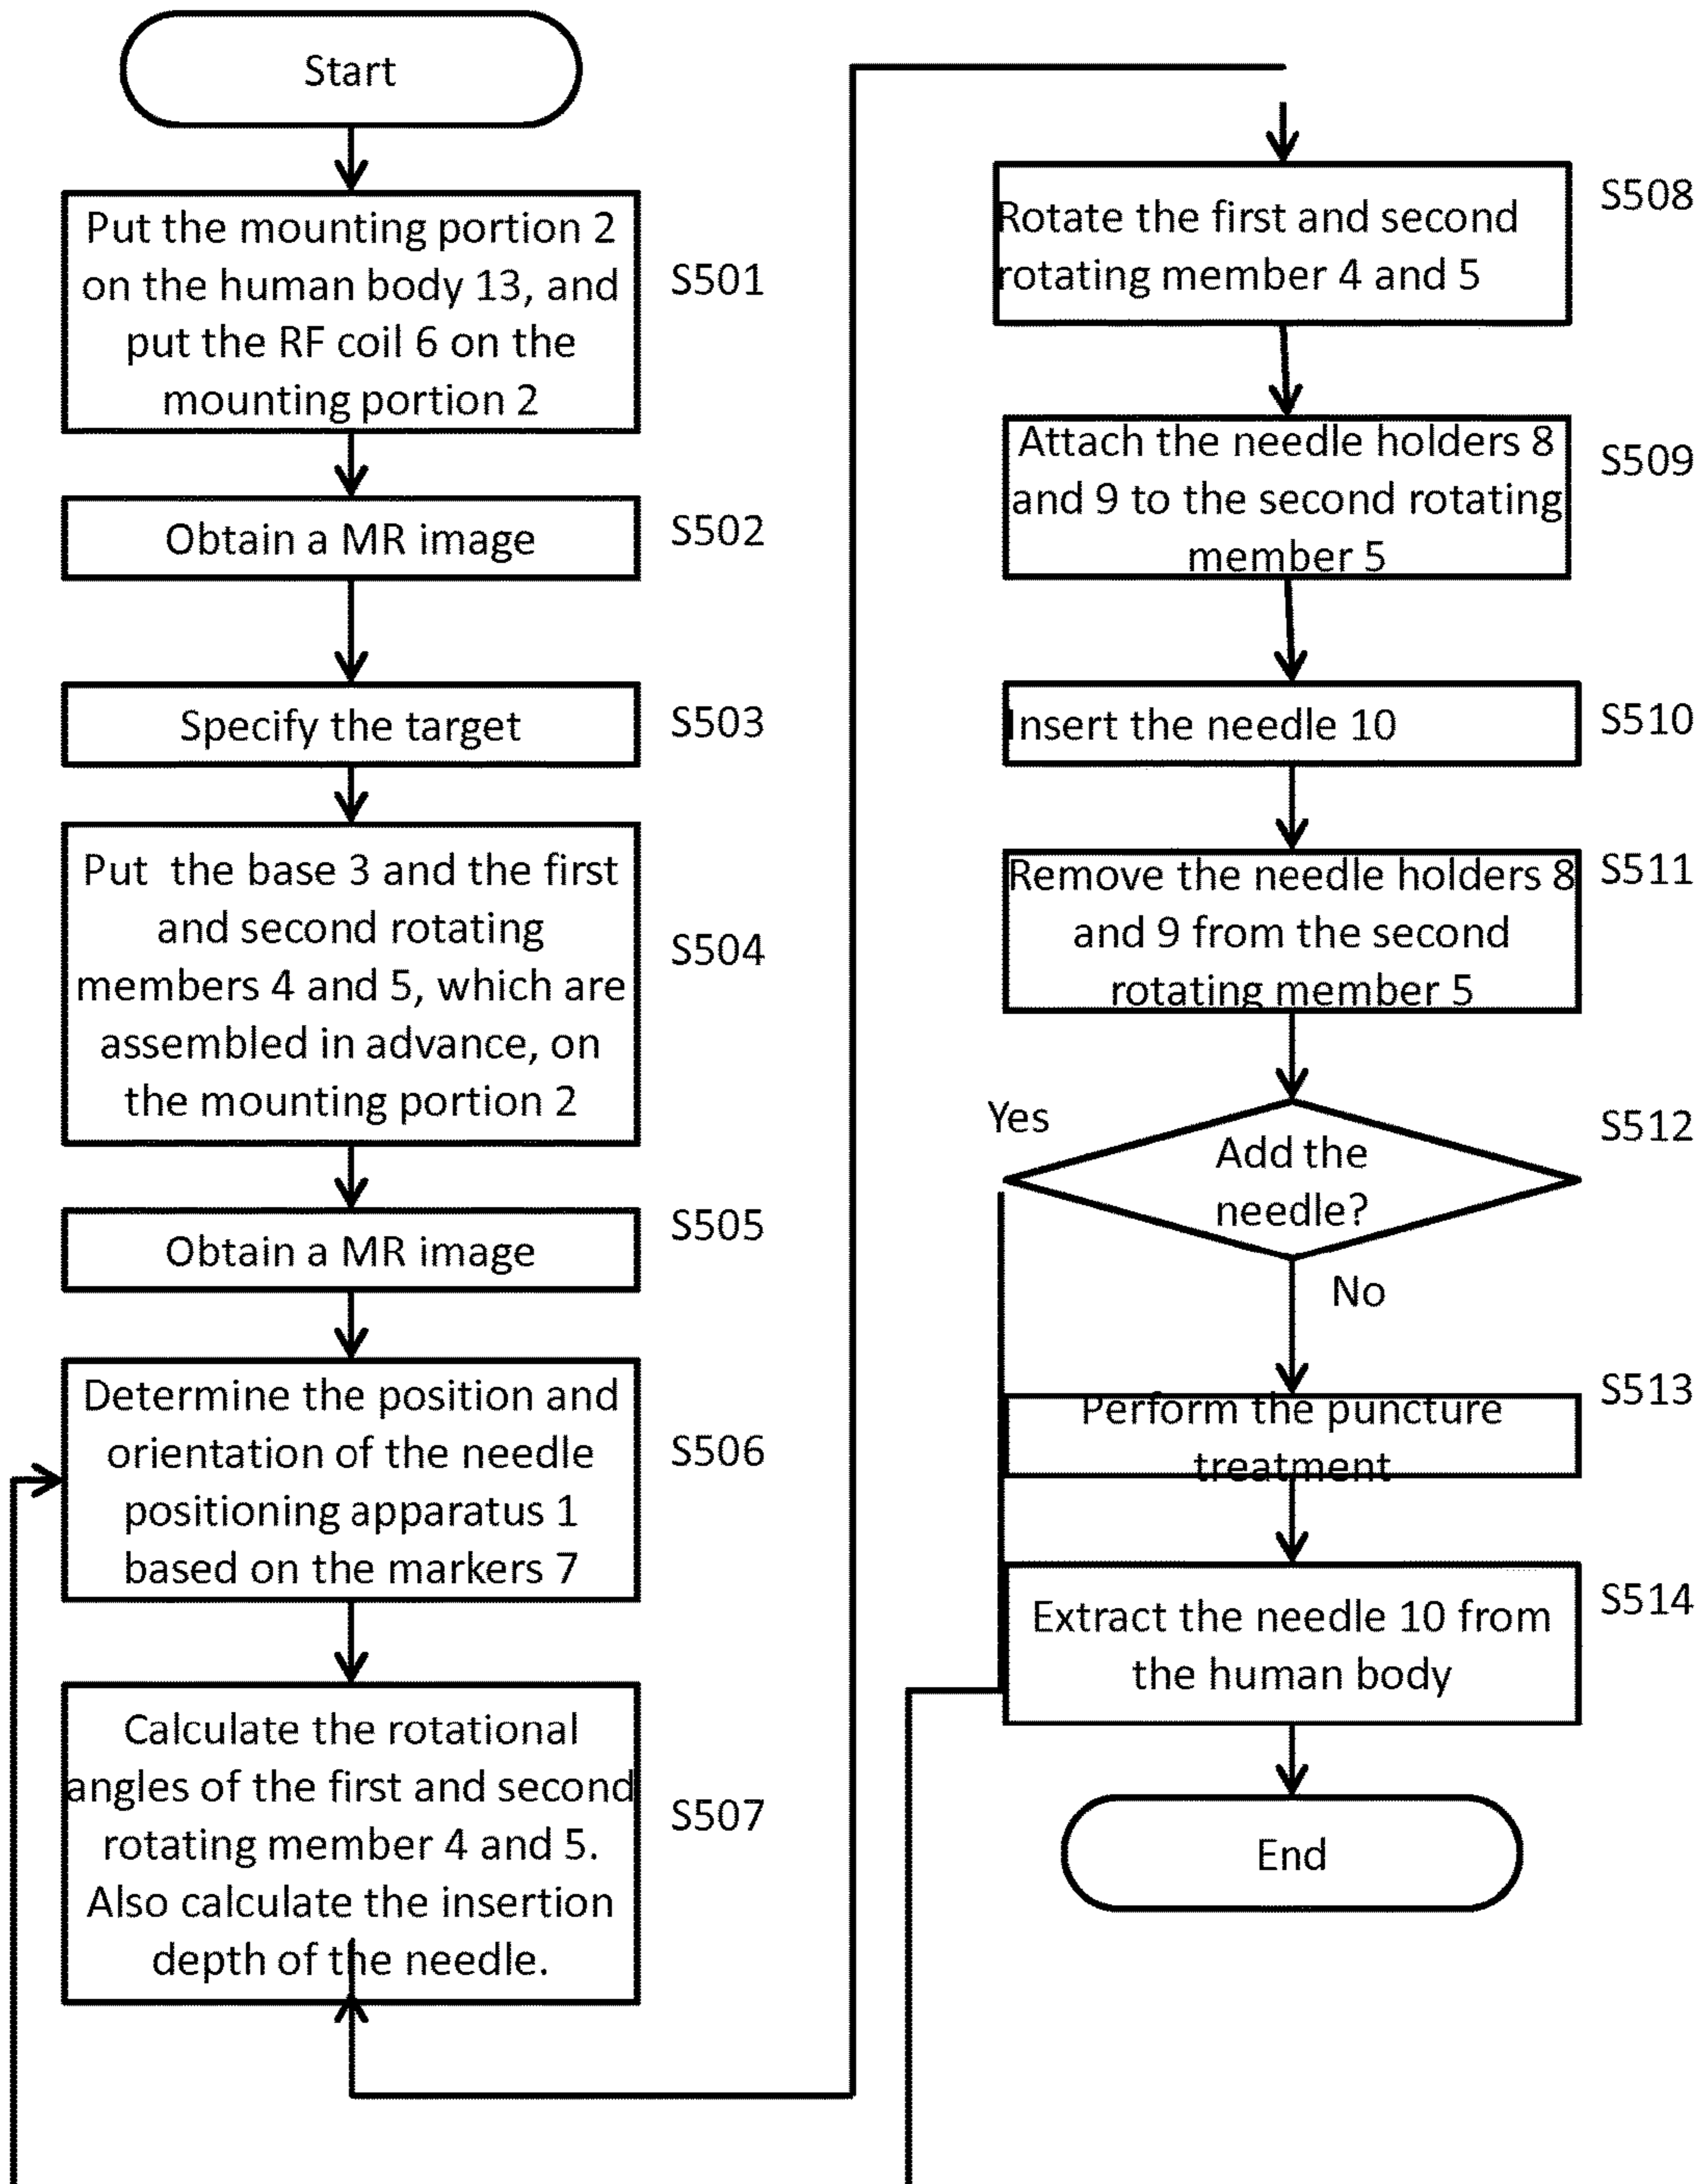 Start
Put the mounting portion 2
on the human body 13, and
put the RF coil 6 on the
mounting portion 2
S501
Obtain a MR image
S502
Specify the target
S503
Put the base 3 and the first
and second rotating
members 4 and 5, which are
assembled in advance, on
the mounting portion 2
S504
Obtain a MR image
S505
Determine the position and
orientation of the needle
positioning apparatus 1
based on the markers 7
S506
Calculate the rotational
angles of the first and second
rotating member 4 and 5.
Also calculate the insertion
depth of the needle.
S507
Rotate the first and second
rotating member 4 and 5
S508
Attach the needle holders 8
and 9 to the second rotating
member 5
S509
Insert the needle 10
S510
Remove the needle holders 8
and 9 from the second
rotating member 5
S511
Yes
Add the
needle?
S512
No
Perform the puncture
treatment
S513
Extract the needle 10 from
the human body
S514
End